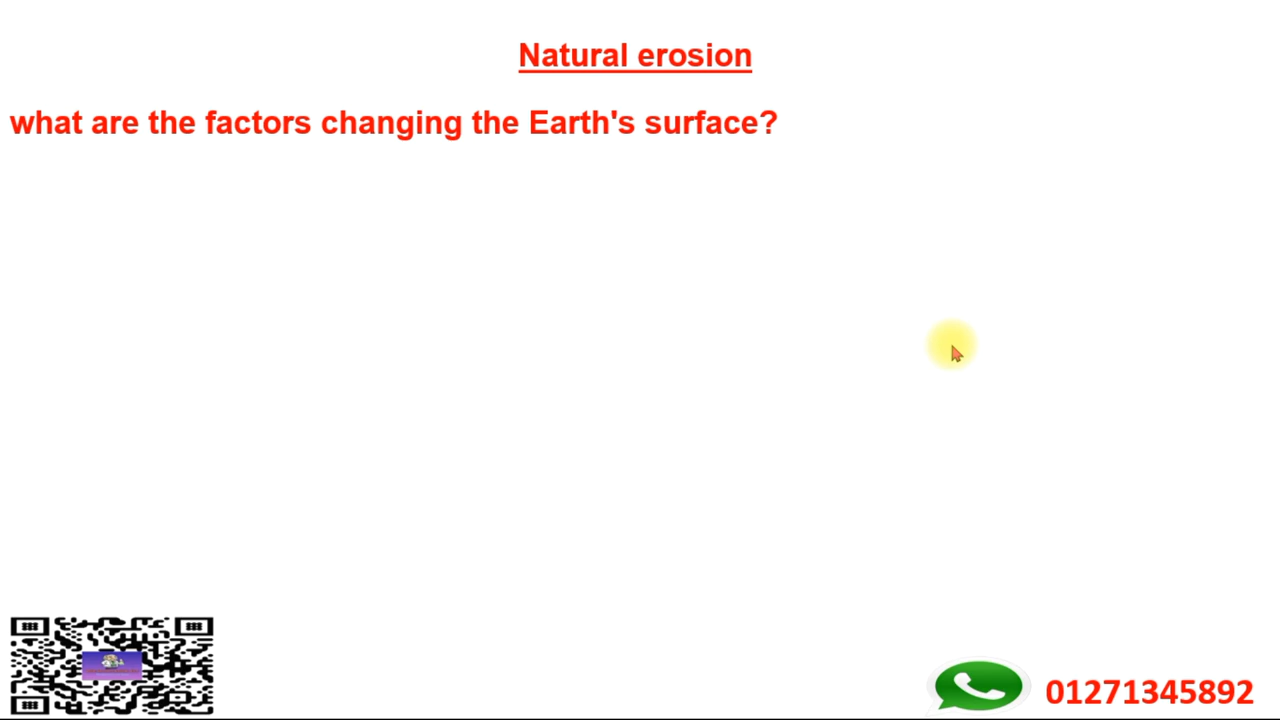 Natural erosion
what are the factors changing the Earth's surface?
01271345892